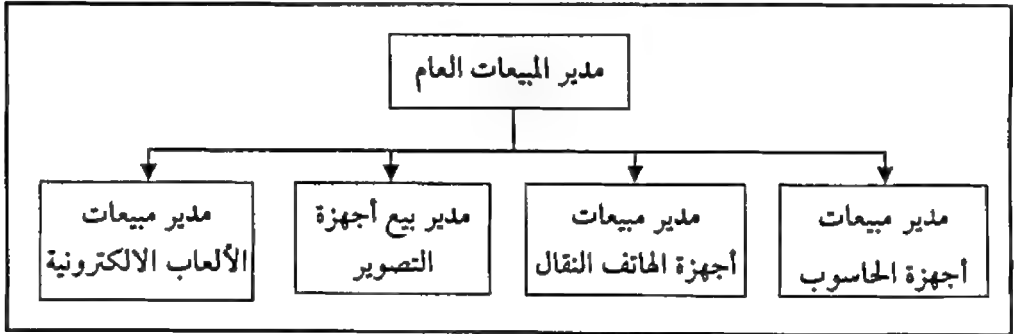 مدير المبيعات العام
مدير مبيعات
أجهزة الحاسوب
مدير مبيعات
أجهزة الهاتف النقال
مدير بيع أجهزة
التصوير
مدير مبيعات
الألعاب الالكترونية